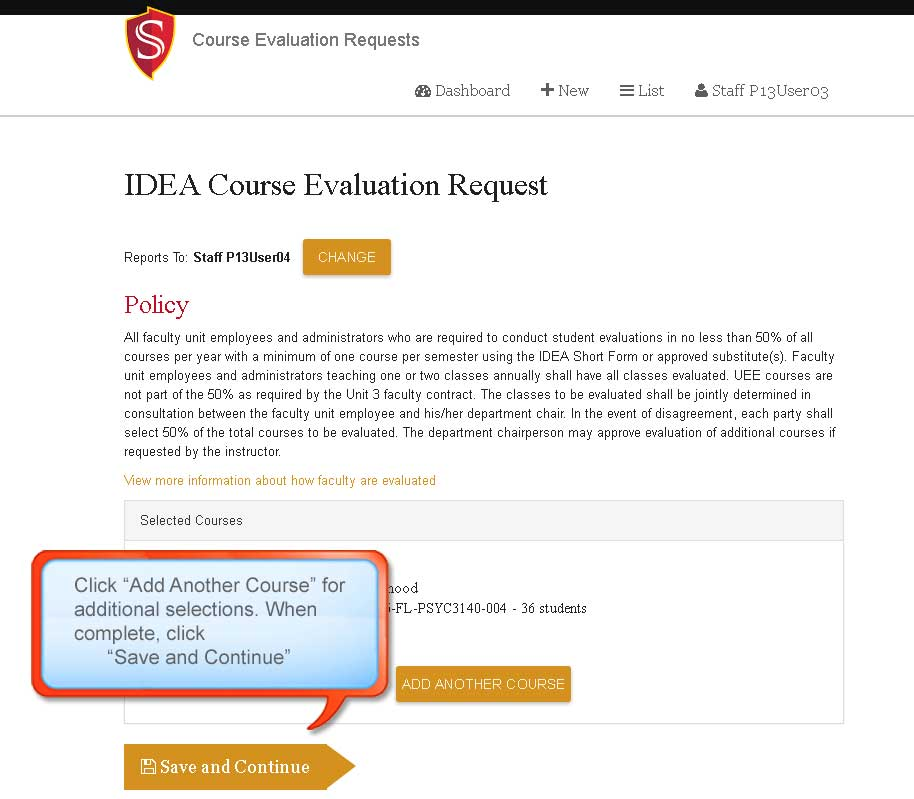 S
Course Evaluation Requests
Dashboard New List Staff P13User03
IDEA Course Evaluation Request
Reports To: Staff P13User04 CHANGE
Policy
All faculty unit employees and administrators who are required to conduct student evaluations in no less than 50% of all
courses per year with a minimum of one course per semester using the IDEA Short Form or approved substitute(s). Faculty
unit employees and administrators teaching one or two classes annually shall have all classes evaluated. UEE courses are
not part of the 50% as required by the Unit 3 faculty contract. The classes to be evaluated shall be jointly determined in
consultation between the faculty unit employee and his/her department chair. In the event of disagreement, each party shall
select 50% of the total courses to be evaluated. The department chairperson may approve evaluation of additional courses if
requested by the instructor.
View more information about how faculty are evaluated
Selected Courses
Click “Add Another Course” for
additional selections. When
complete, click
“Save and Continue”
-FL-PSYC3140-004 - 36 students
ADD ANOTHER COURSE
Save and Continue